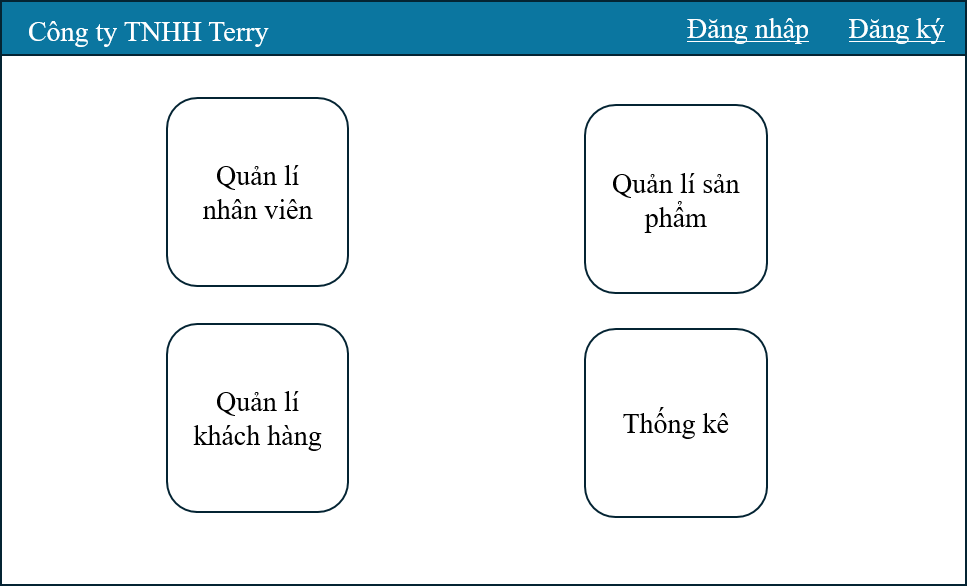 Công ty TNHH Terry
Đăng nhập
Đăng ký
Quản lí
nhân viên
Quản lí sản
phẩm
Quản lí
khách hàng
Thống kê